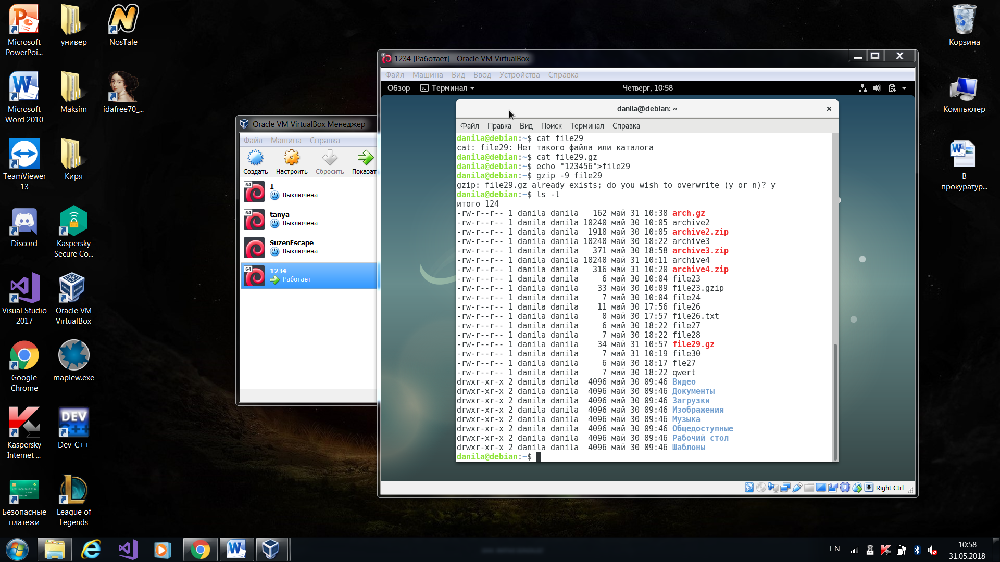 Microsoft PowerPoi...
универ
NosTale
Корзина
Microsoft Word 2010
Maksim
idafree70_...
Компьютер
TeamViewer 13
Киря
В прокуратур...
Discord
Kaspersky Secure Co...
Visual Studio 2017
Oracle VM VirtualBox
Google Chrome
maplew.exe
Kaspersky Internet ...
DEV C++
Dev-C++
Безопасные платежи
League of Legends
Oracle VM VirtualBox Менеджер
Файл Машина Справка
Создать Настроить Сбросить Показат
64 1
Выключена
64 tanya
Выключена
SuzenEscape
Выключена
64 1234
Работает
1234 [Работает] - Oracle VM VirtualBox
Файл Машина Вид Ввод Устройства Справка
Обзор Терминал Четверг, 10:58
danila@debian: ~
Файл Правка Вид Поиск Терминал Справка
danila@debian:~$ cat file29
cat: file29: Нет такого файла или каталога
danila@debian:~$ cat file29.gz
danila@debian:~$ echo "123456">file29
danila@debian:~$ gzip -9 file29
gzip: file29.gz already exists; do you wish to overwrite (y or n)? y
danila@debian:~$ ls -l
итого 124
-rw-r--r-- 1 danila danila 162 май 31 10:38 arch.gz
-rw-r--r-- 1 danila danila 10240 май 30 10:05 archive2
-rw-r--r-- 1 danila danila 1918 май 30 10:05 archive2.zip
-rw-r--r-- 1 danila danila 10240 май 30 18:22 archive3
-rw-r--r-- 1 danila danila 371 май 30 18:58 archive3.zip
-rw-r--r-- 1 danila danila 10240 май 31 10:11 archive4
-rw-r--r-- 1 danila danila 316 май 31 10:20 archive4.zip
-rw-r--r-- 1 danila danila 6 май 30 10:04 file23
-rw-r--r-- 1 danila danila 33 май 30 10:09 file23.gzip
-rw-r--r-- 1 danila danila 7 май 30 10:04 file24
-rw-r--r-- 1 danila danila 11 май 30 17:56 file26
-rw-r--r-- 1 danila danila 0 май 30 17:57 file26.txt
-rw-r--r-- 1 danila danila 6 май 30 18:22 file27
-rw-r--r-- 1 danila danila 7 май 30 18:22 file28
-rw-r--r-- 1 danila danila 34 май 31 10:57 file29.gz
-rw-r--r-- 1 danila danila 7 май 31 10:19 file30
-rw-r--r-- 1 danila danila 6 май 30 18:17 fle27
-rw-r--r-- 1 danila danila 7 май 30 18:22 qwert
drwxr-xr-x 2 danila danila 4096 май 30 09:46 Видео
drwxr-xr-x 2 danila danila 4096 май 30 09:46 Документы
drwxr-xr-x 2 danila danila 4096 май 30 09:46 Загрузки
drwxr-xr-x 2 danila danila 4096 май 30 09:46 Изображения
drwxr-xr-x 2 danila danila 4096 май 30 09:46 Музыка
drwxr-xr-x 2 danila danila 4096 май 30 09:46 Общедоступные
drwxr-xr-x 2 danila danila 4096 май 30 09:46 Рабочий стол
drwxr-xr-x 2 danila danila 4096 май 30 09:46 Шаблоны
danila@debian:~$
Right Ctrl
EN
10:58
31.05.2018